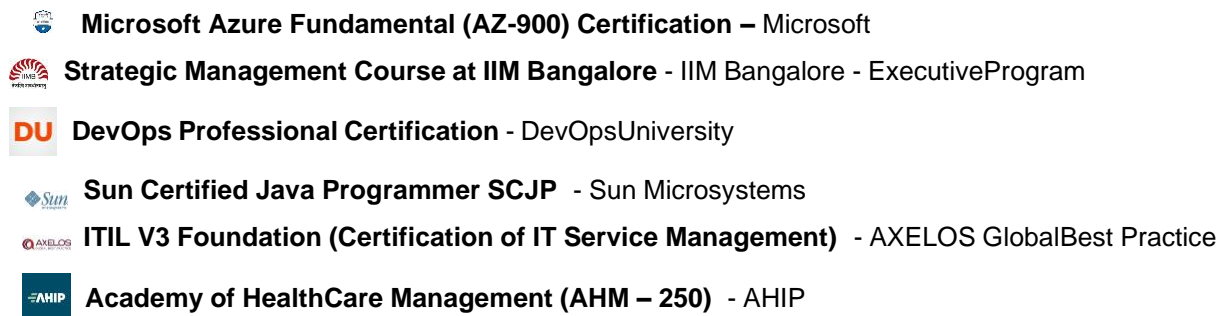 Microsoft Azure Fundamental (AZ-900) Certification – Microsoft
IIMB Strategic Management Course at IIM Bangalore - IIM Bangalore - ExecutiveProgram
DU DevOps Professional Certification - DevOpsUniversity
Sun Sun Certified Java Programmer SCJP - Sun Microsystems
AXELOS ITIL V3 Foundation (Certification of IT Service Management) - AXELOS GlobalBest Practice
AHIP Academy of HealthCare Management (AHM – 250) - AHIP